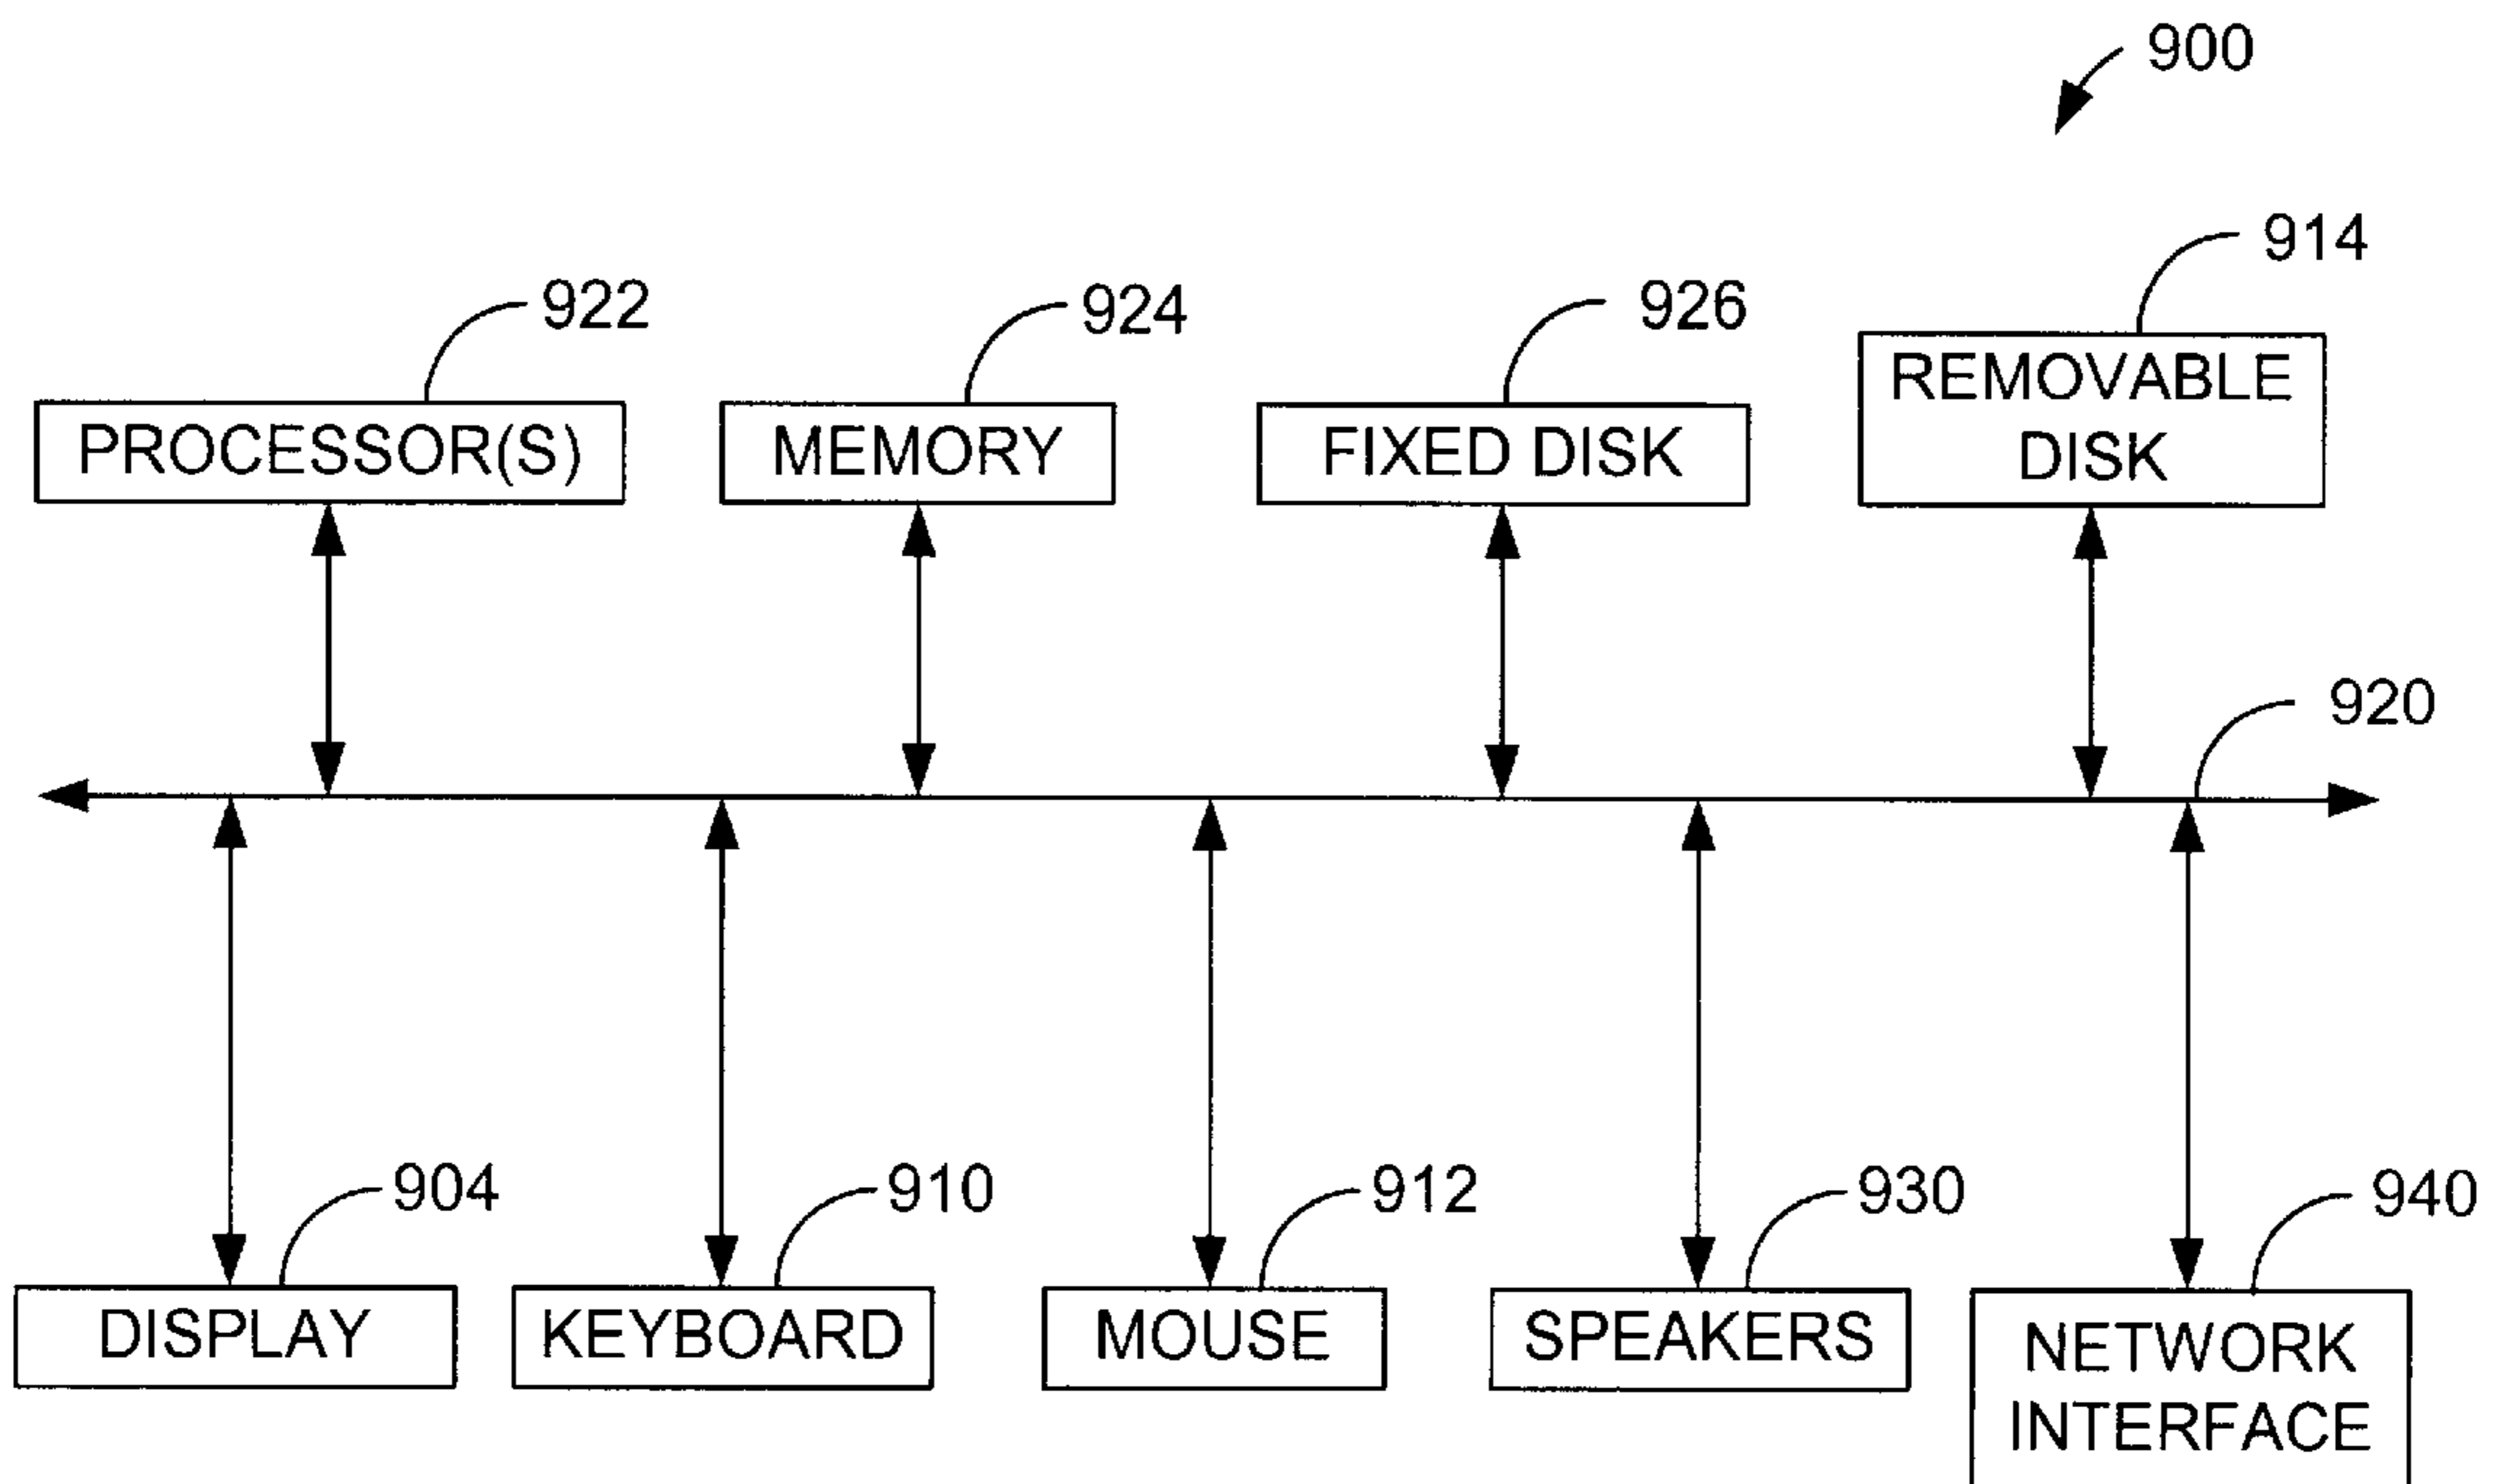 900
914
922
924
926
REMOVABLE
DISK
PROCESSOR(S)
MEMORY
FIXED DISK
920
904
910
912
930
940
DISPLAY
KEYBOARD
MOUSE
SPEAKERS
NETWORK
INTERFACE